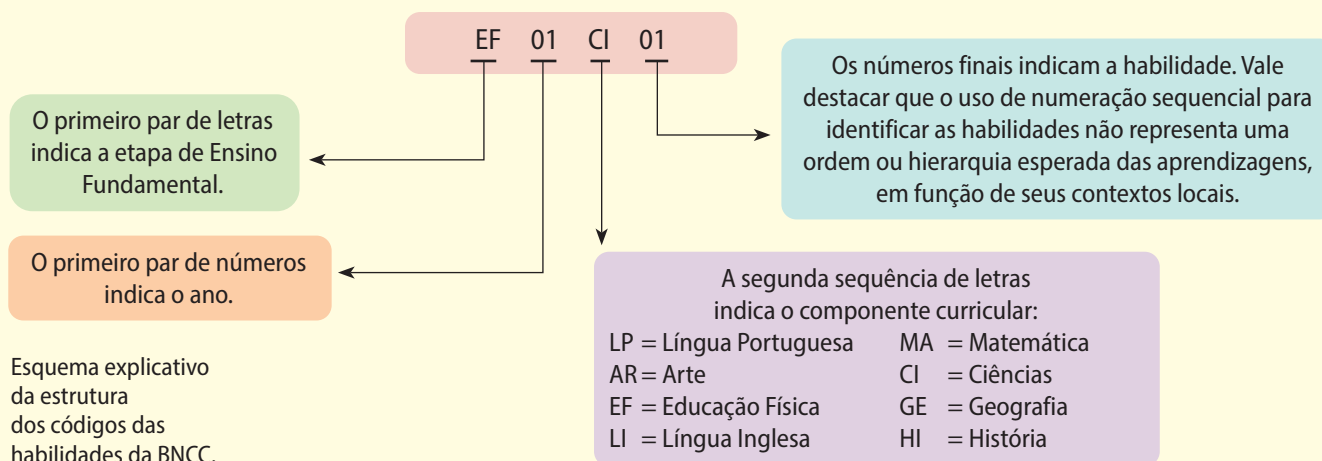 EF 01 CI 01
O primeiro par de letras
indica a etapa de Ensino
Fundamental.
O primeiro par de números
indica o ano.
Os números finais indicam a habilidade. Vale
destacar que o uso de numeração sequencial para
identificar as habilidades não representa uma
ordem ou hierarquia esperada das aprendizagens,
em função de seus contextos locais.
A segunda sequência de letras
indica o componente curricular:
LP = Língua Portuguesa MA = Matemática
AR = Arte CI = Ciências
EF = Educação Física GE = Geografia
LI = Língua Inglesa HI = História
Esquema explicativo
da estrutura
dos códigos das
habilidades da BNCC.